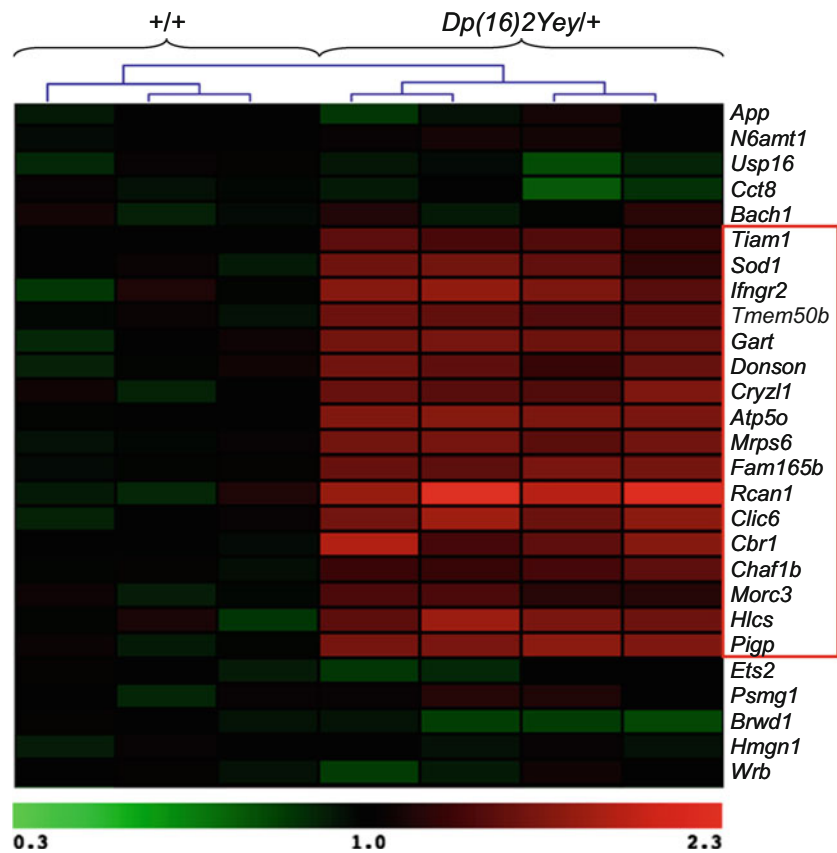 +/+ Dp(16)2Yey/+
App
N6amt1
Usp16
Cct8
Bach1
Tiam1
Sod1
Ifngr2
Tmem50b
Gart
Donson
Cryzl1
Atp5o
Mrps6
Fam165b
Rcan1
Clic6
Cbr1
Chaf1b
Morc3
Hlcs
Pigp
Ets2
Psmg1
Brwd1
Hmgn1
Wrb
0.3 1.0 2.3